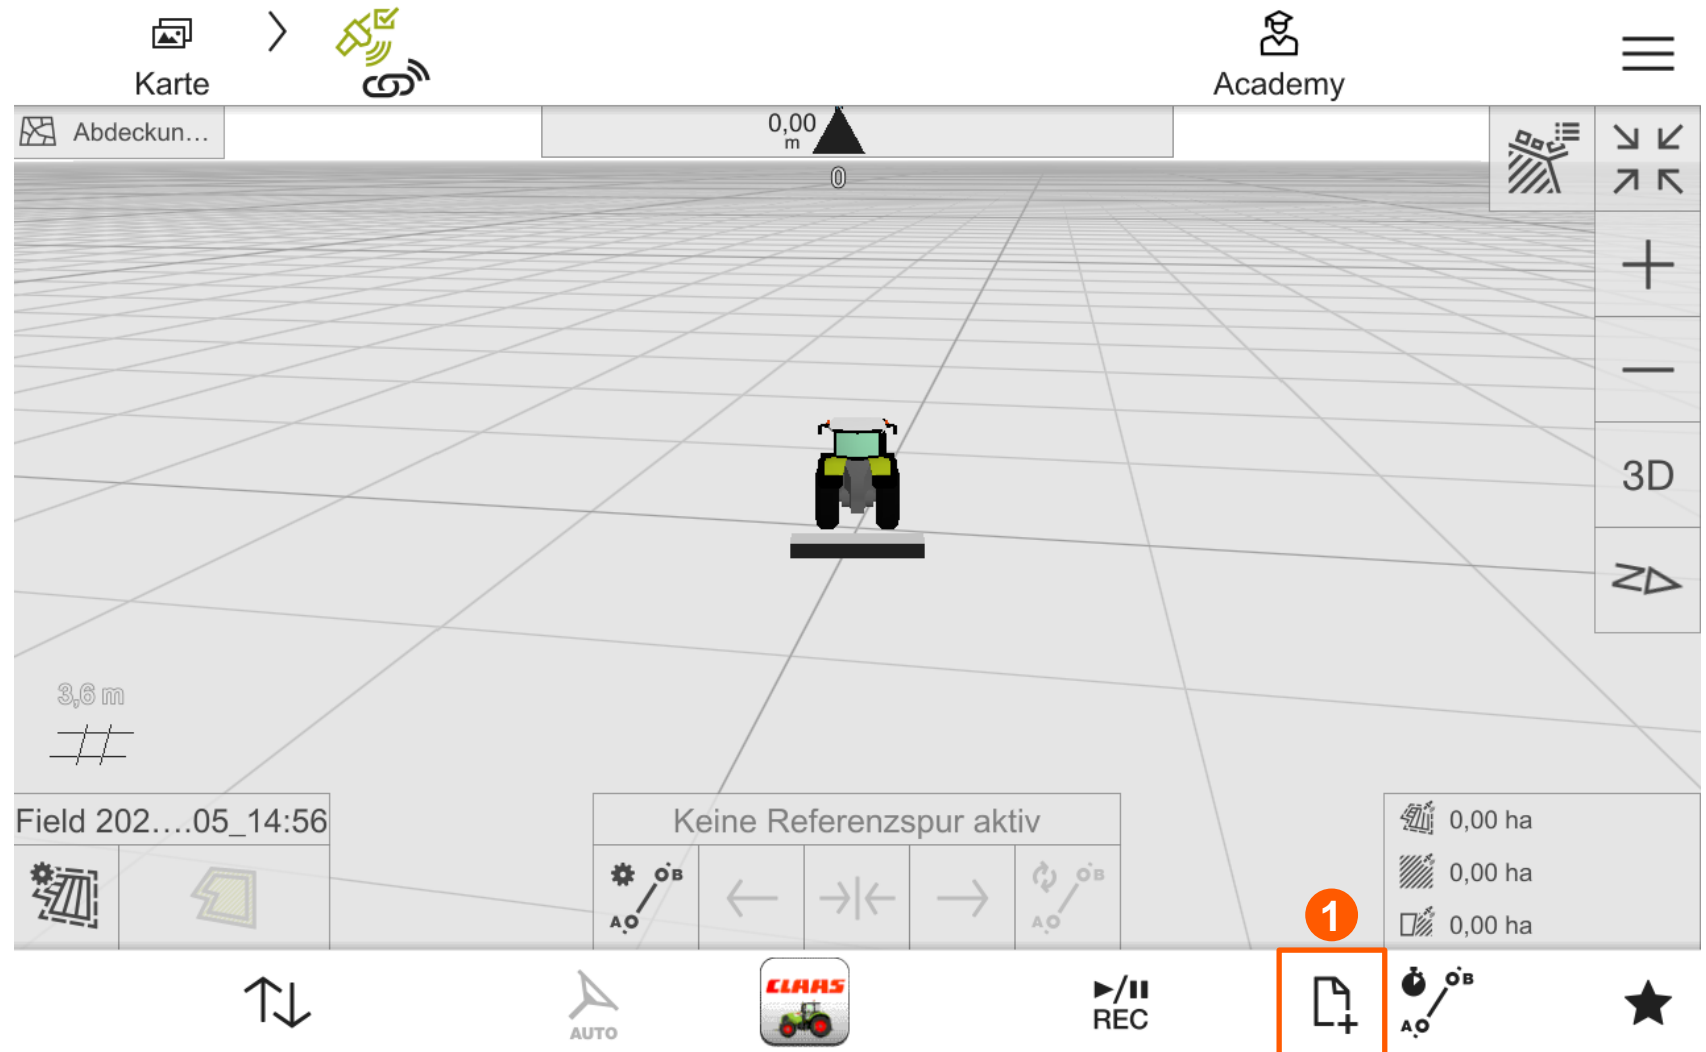 Karte
Academy
Abdeckun...
0,00
m
0
3D
3,6 m
Field 202....05_14:56
Keine Referenzspur aktiv
A B
A B
0,00 ha
0,00 ha
0,00 ha
1
AUTO
CLAAS
REC
A B